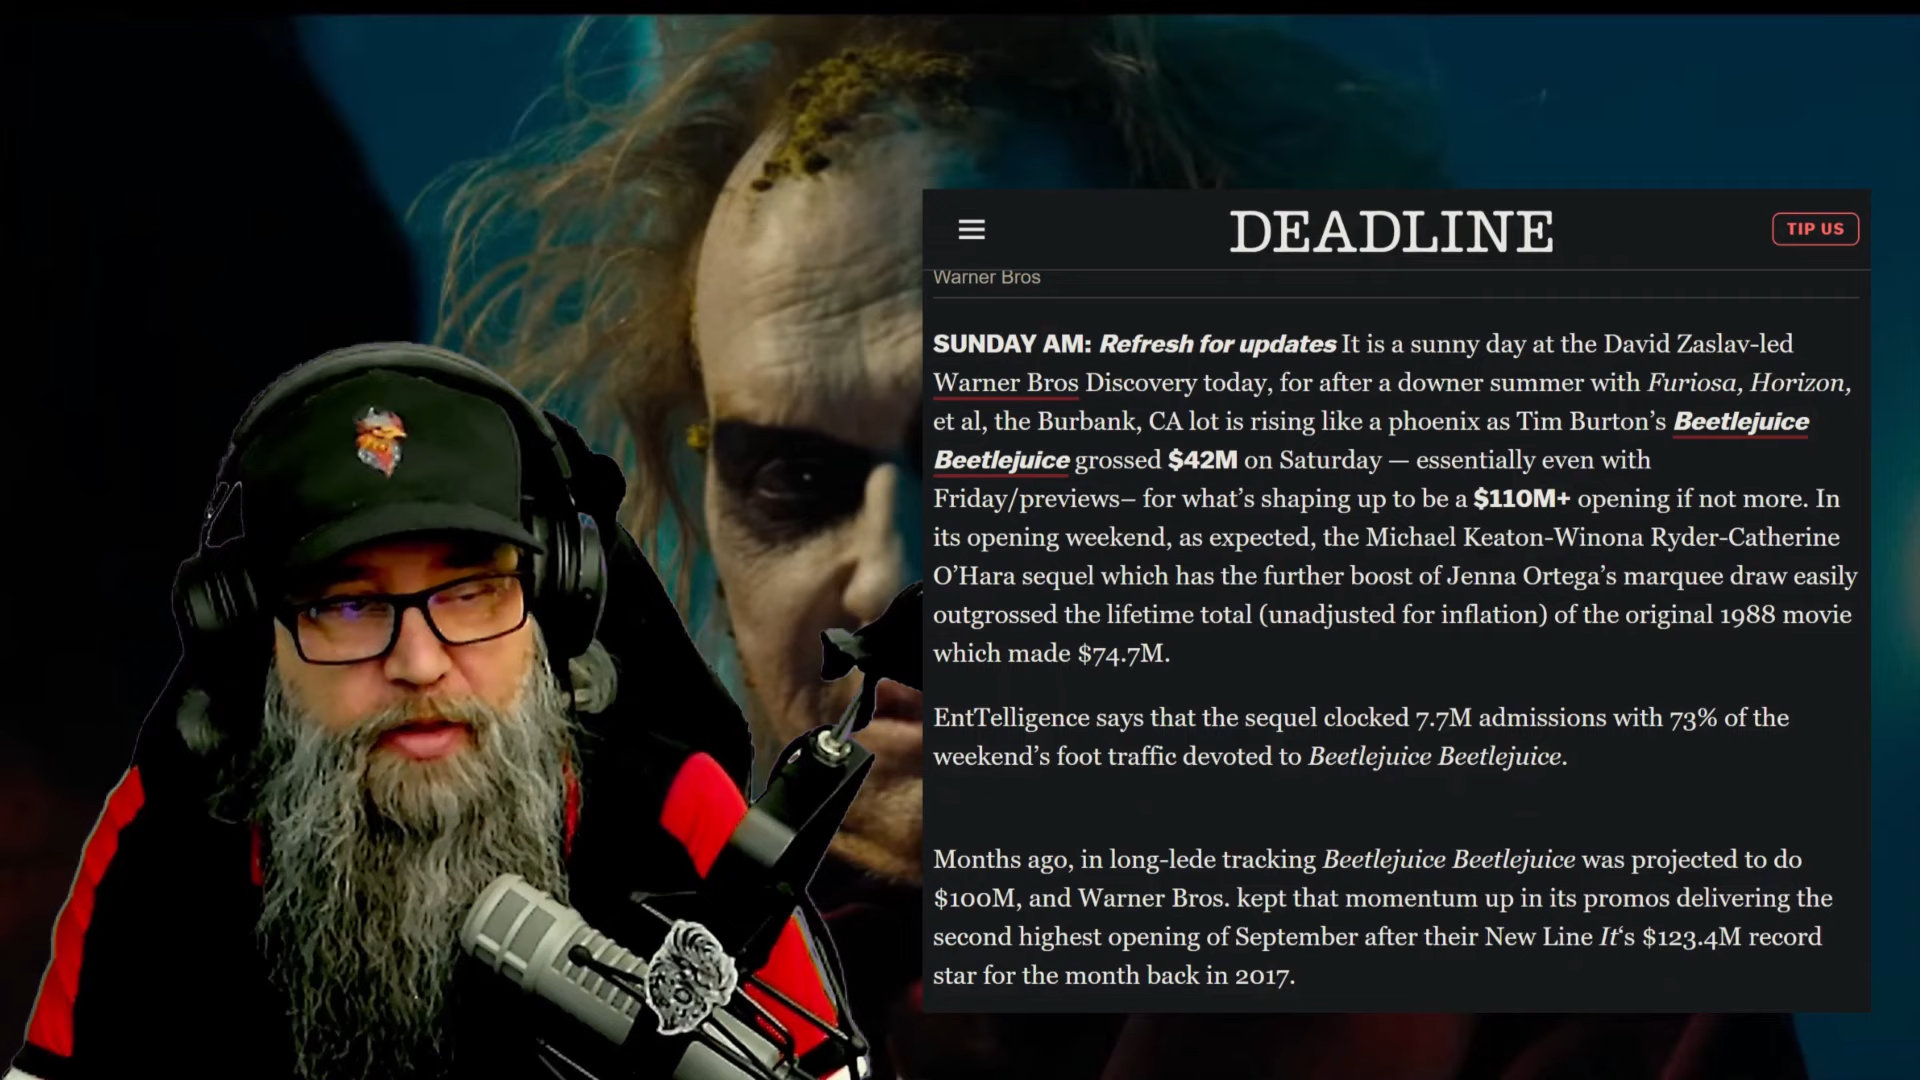 DEADLINE
TIP US
Warner Bros
SUNDAY AM: Refresh for updates It is a sunny day at the David Zaslav-led
Warner Bros Discovery today, for after a downer summer with Furiosa, Horizon,
et al, the Burbank, CA lot is rising like a phoenix as Tim Burton’s Beetlejuice
Beetlejuice grossed $42M on Saturday — essentially even with
Friday/previews– for what’s shaping up to be a $110M+ opening if not more. In
its opening weekend, as expected, the Michael Keaton-Winona Ryder-Catherine
O’Hara sequel which has the further boost of Jenna Ortega’s marquee draw easily
outgrossed the lifetime total (unadjusted for inflation) of the original 1988 movie
which made $74.7M.
EntTelligence says that the sequel clocked 7.7M admissions with 73% of the
weekend’s foot traffic devoted to Beetlejuice Beetlejuice.
Months ago, in long-lede tracking Beetlejuice Beetlejuice was projected to do
$100M, and Warner Bros. kept that momentum up in its promos delivering the
second highest opening of September after their New Line It‘s $123.4M record
star for the month back in 2017.